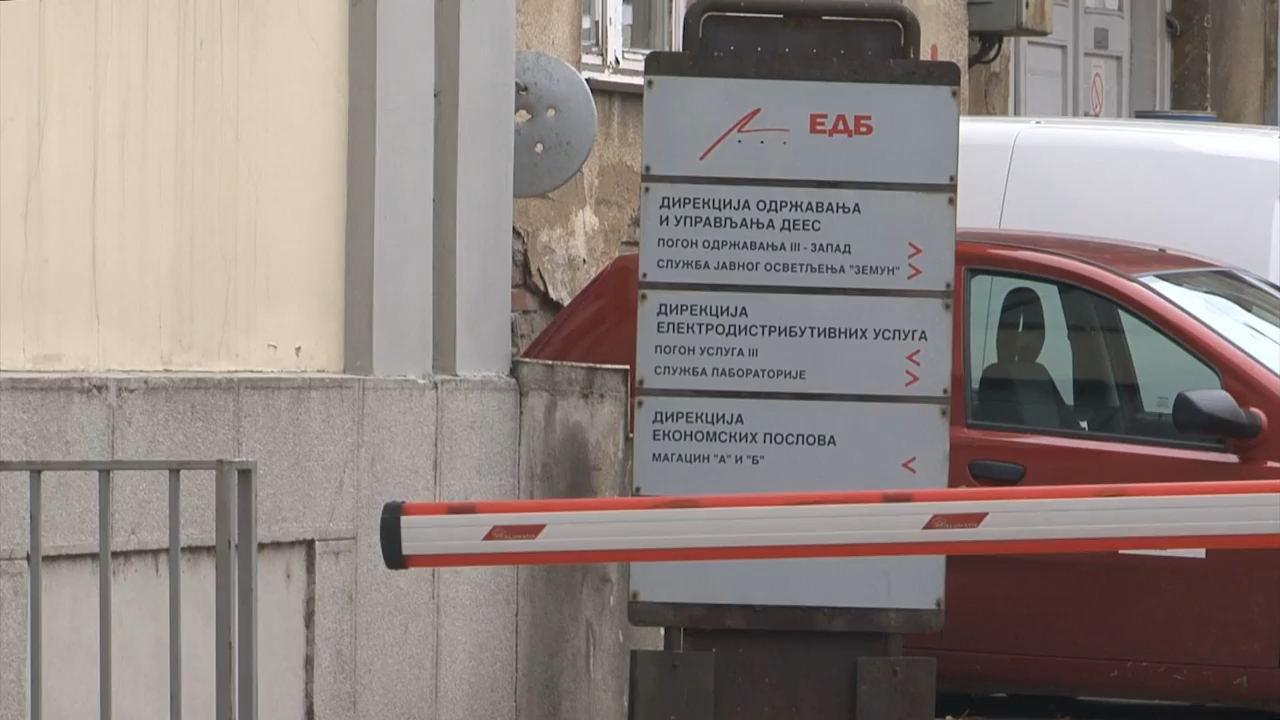 ЕДБ
ДИРЕКЦИЈА ОДРЖАВАЊА
И УПРАВЉАЊА ДЕЕС
ПОГОН ОДРЖАВАЊА III - ЗАПАД
СЛУЖБА ЈАВНОГ ОСВЕТЉЕЊА "ЗЕМУН"
ДИРЕКЦИЈА
ЕЛЕКТРОДИСТРИБУТИВНИХ УСЛУГА
ПОГОН УСЛУГА III
СЛУЖБА ЛАБОРАТОРИЈЕ
ДИРЕКЦИЈА
ЕКОНОМСКИХ ПОСЛОВА
МАГАЦИН "А" И "Б"